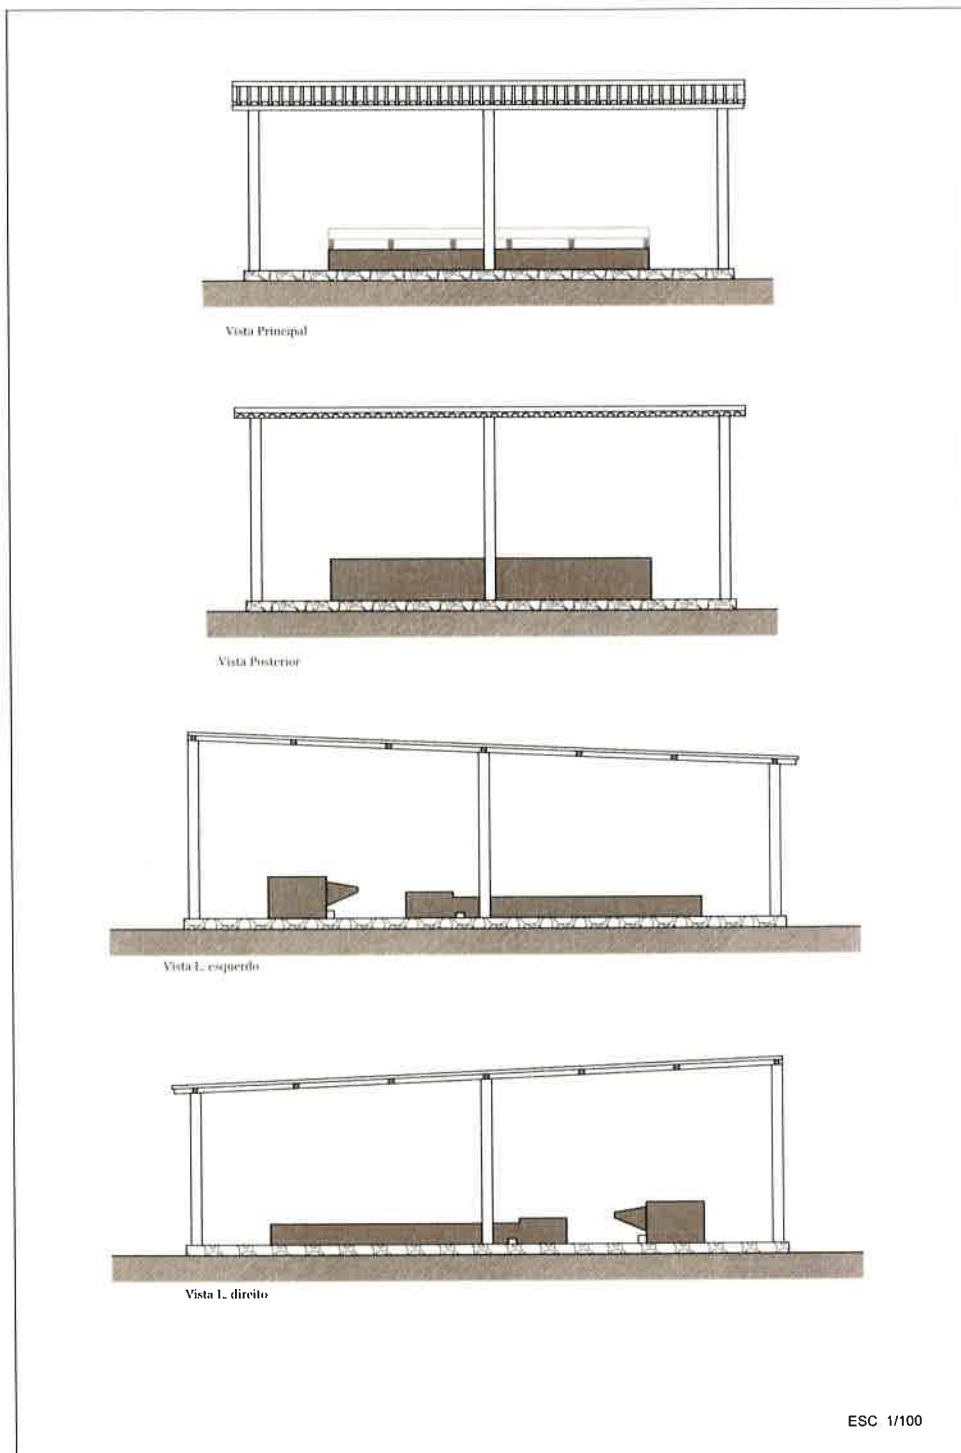 Vista Principal
Vista Posterior
Vista L. esquerdo
Vista L. direito
ESC 1/100